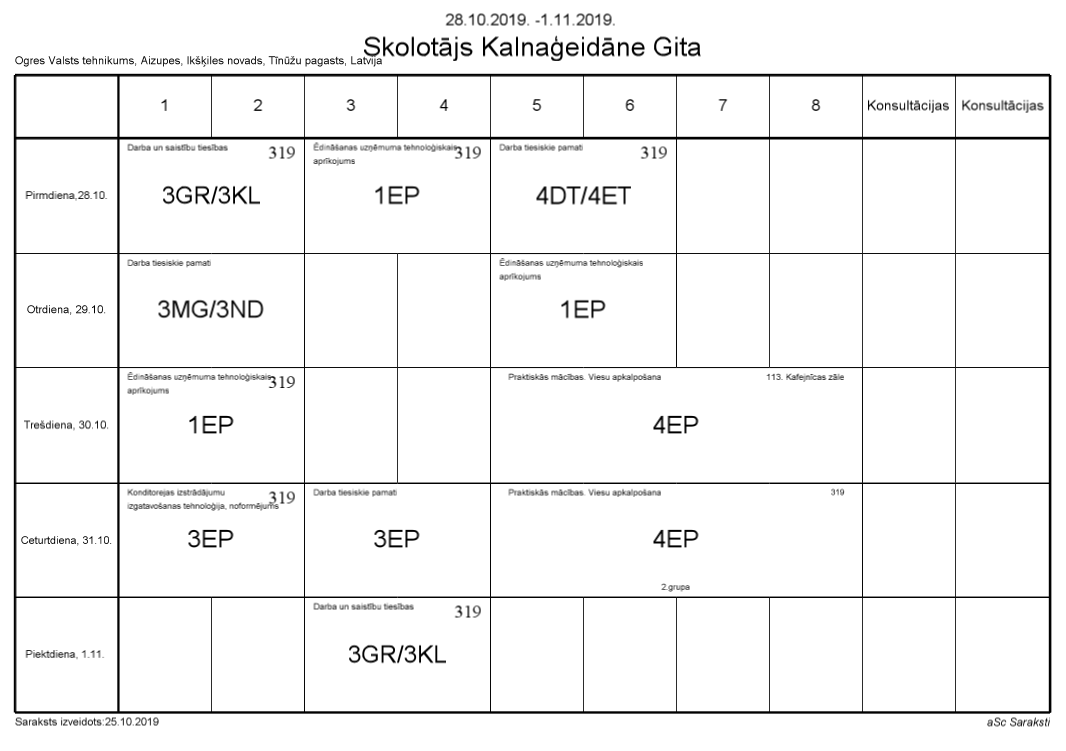 28.10.2019. -1.11.2019.
Skolotājs Kalnaģeidāne Gita
Ogres Valsts tehnikums, Aizupes, Ikšķiles novads, Tīnūžu pagasts, Latvija
1 2 3 4 5 6 7 8 Konsultācijas Konsultācijas
Pirmdiena,28.10.
Darba un saistību tiesības 319
3GR/3KL
Ēdināšanas uzņēmuma tehnoloģiskais 319
aprīkojums
1EP
Darba tiesiskie pamati 319
4DT/4ET
Otrdiena, 29.10.
Darba tiesiskie pamati
3MG/3ND
Ēdināšanas uzņēmuma tehnoloģiskais
aprīkojums
1EP
Trešdiena, 30.10.
Ēdināšanas uzņēmuma tehnoloģiskais 319
aprīkojums
1EP
Praktiskās mācības. Viesu apkalpošana 113. Kafejnīcas zāle
4EP
Ceturtdiena, 31.10.
Konditorejas izstrādājumu 319
izgatavošanas tehnoloģija, noformējums
3EP
Darba tiesiskie pamati
3EP
Praktiskās mācības. Viesu apkalpošana 319
4EP
2.grupa
Piektdiena, 1.11.
Darba un saistību tiesības 319
3GR/3KL
Saraksts izveidots:25.10.2019
aSc Saraksti